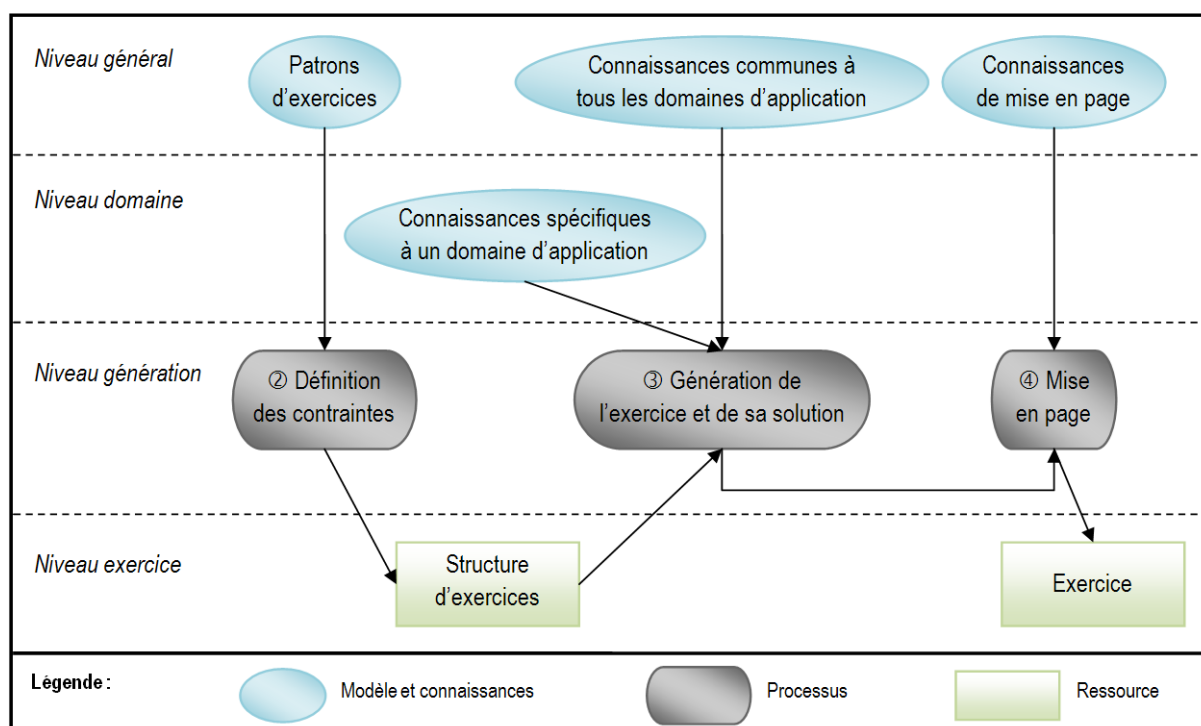 Niveau général
Patrons
d'exercices
Connaissances communes à
tous les domaines d'application
Connaissances
de mise en page
Niveau domaine
Connaissances spécifiques
à un domaine d'application
Niveau génération
② Définition
des contraintes
③ Génération de
l'exercice et de sa solution
④ Mise
en page
Niveau exercice
Structure
d'exercices
Exercice
Légende :
Modèle et connaissances
Processus
Ressource